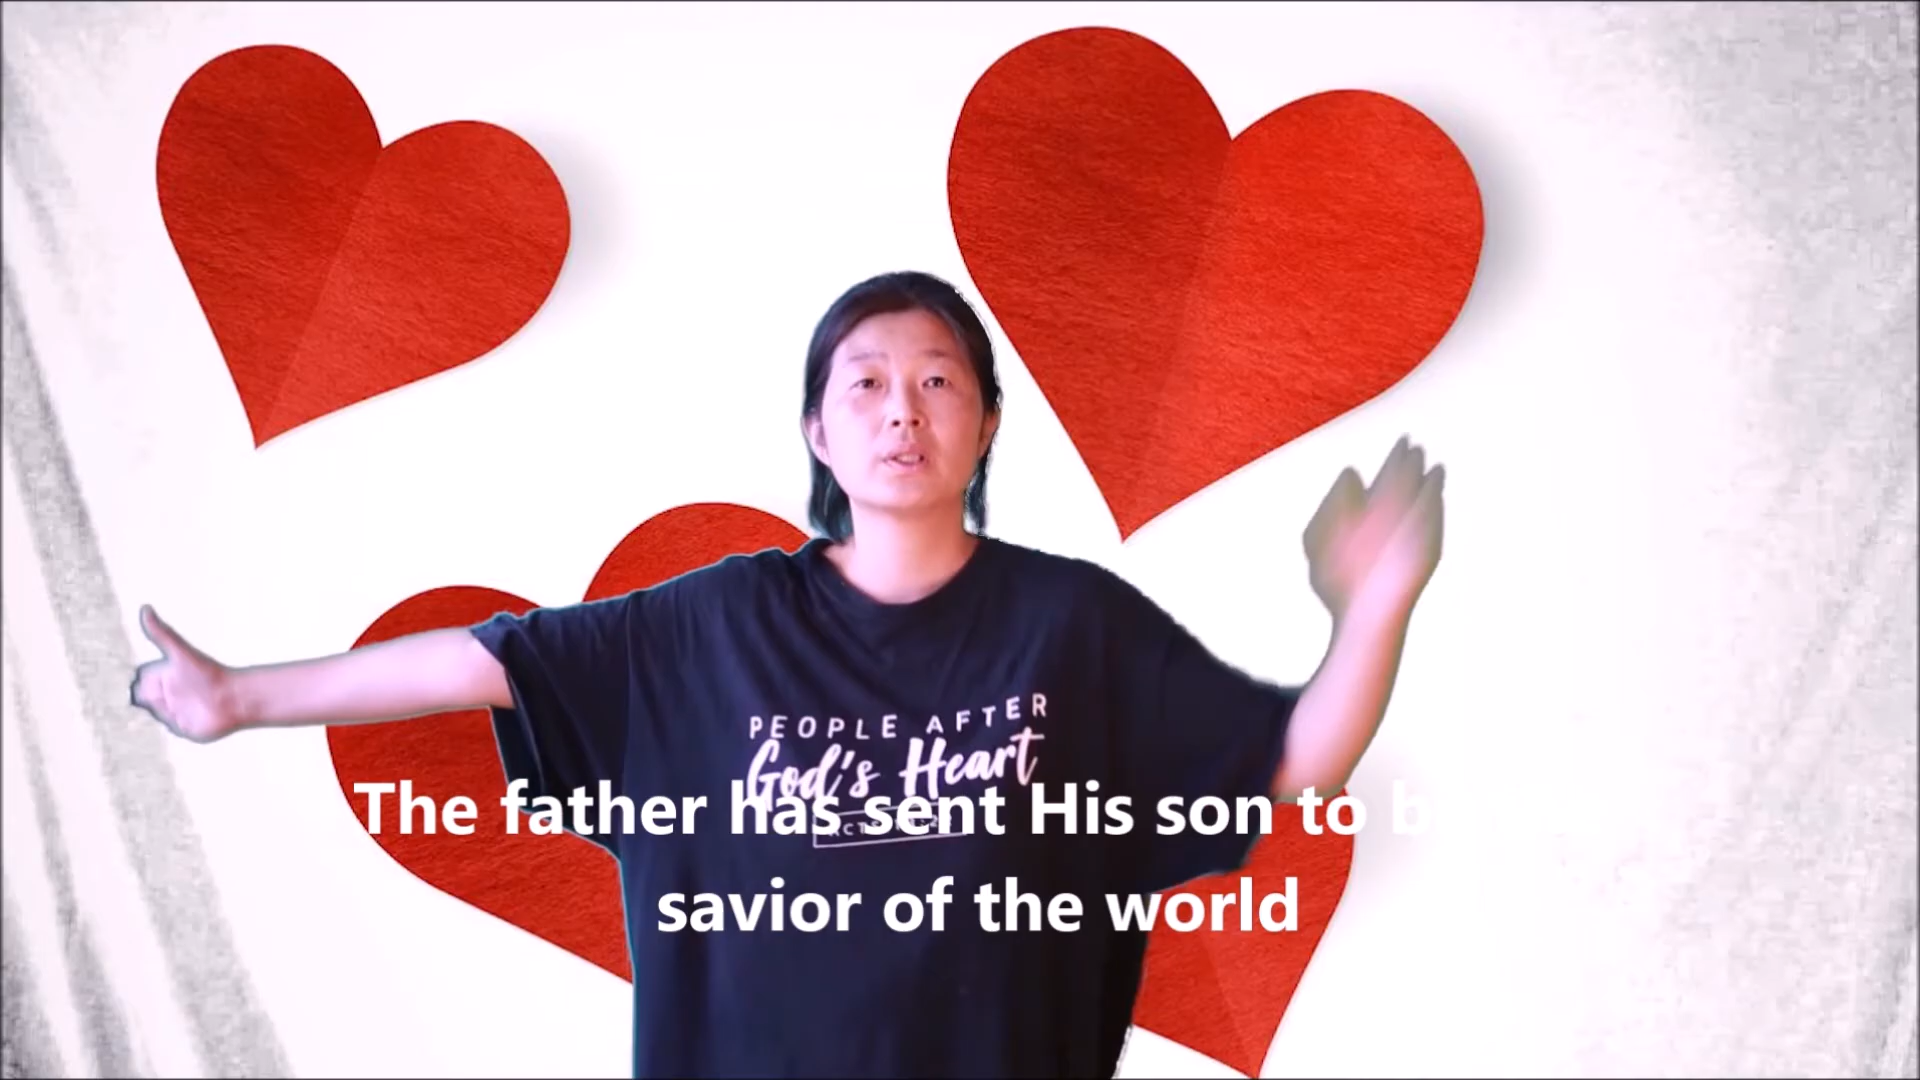 PEOPLE AFTER
God's Heart
The father has sent His son to
savior of the world